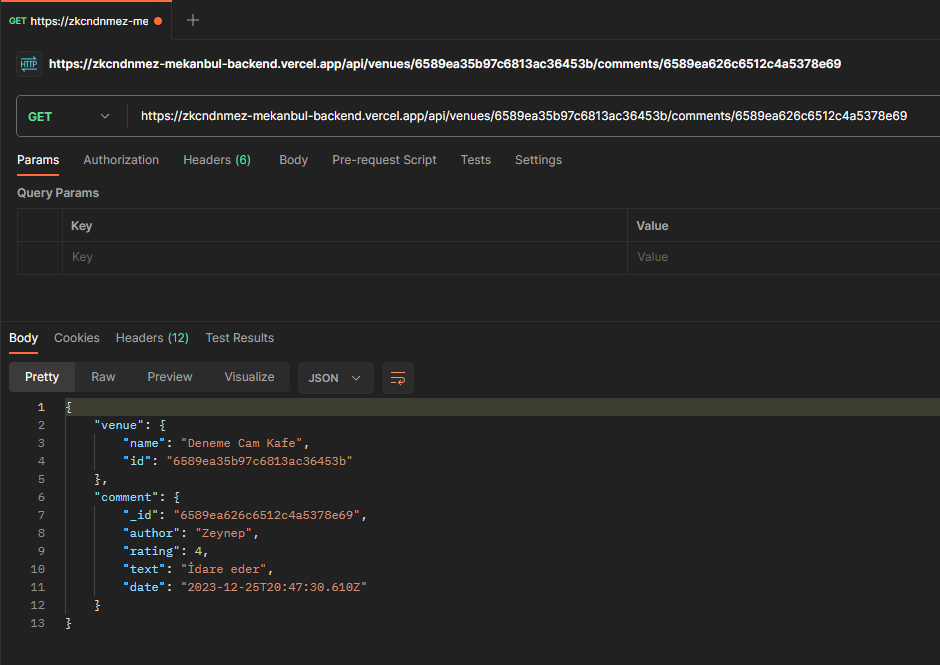 GET https://zkcndnmez-me
HTTP https://zkcndnmez-mekanbul-backend.vercel.app/api/venues/6589ea35b97c6813ac36453b/comments/6589ea626c6512c4a5378e69
GET https://zkcndnmez-mekanbul-backend.vercel.app/api/venues/6589ea35b97c6813ac36453b/comments/6589ea626c6512c4a5378e69
Params Authorization Headers (6) Body Pre-request Script Tests Settings
Query Params
Key Value
Key Value
Body Cookies Headers (12) Test Results
Pretty Raw Preview Visualize JSON
1 {
2 "venue": {
3 "name": "Deneme Cam Kafe",
4 "id": "6589ea35b97c6813ac36453b"
5 },
6 "comment": {
7 "_id": "6589ea626c6512c4a5378e69",
8 "author": "Zeynep",
9 "rating": 4,
10 "text": "İdare eder",
11 "date": "2023-12-25T20:47:30.610Z"
12 }
13 }